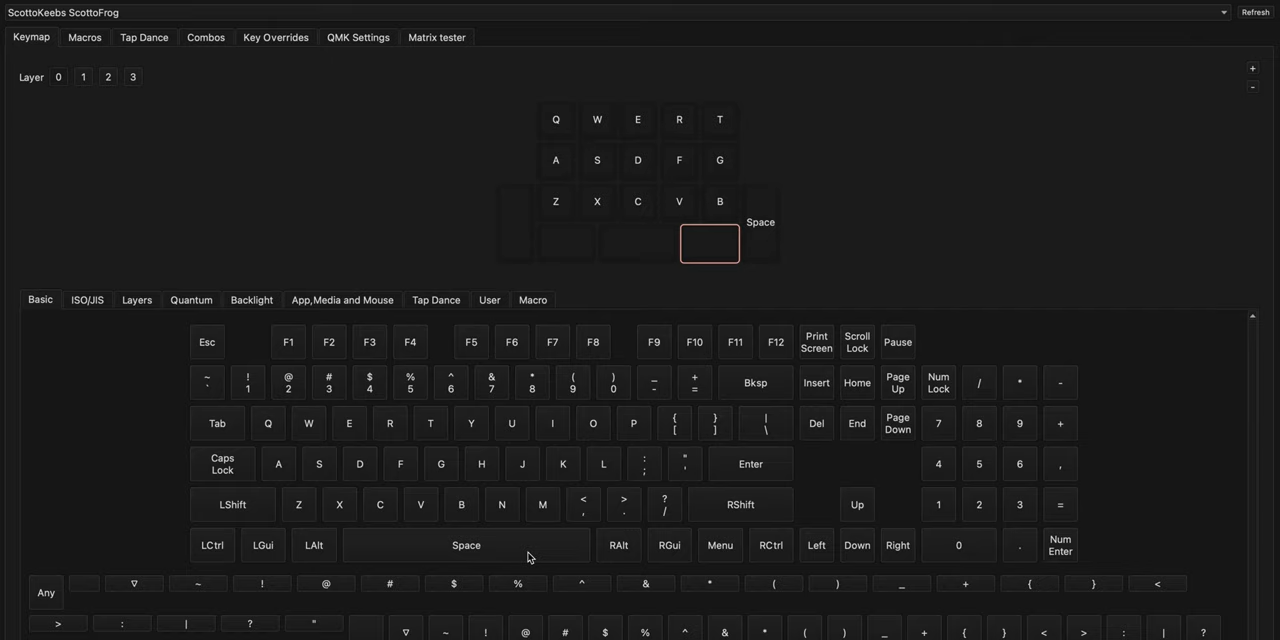 ScottoKeebs ScottoFrog Refresh
Keymap Macros Tap Dance Combos Key Overrides QMK Settings Matrix tester
Layer 0 1 2 3 +
-
Q W E R T
A S D F G
Z X C V B
Space
Basic ISO/JIS Layers Quantum Backlight App,Media and Mouse Tap Dance User Macro
Esc F1 F2 F3 F4 F5 F6 F7 F8 F9 F10 F11 F12 Print Screen Scroll Lock Pause
~ ` ! 1 @ 2 # 3 $ 4 % 5 ^ 6 & 7 * 8 ( 9 ) 0 _ - + = Bksp Insert Home Page Up Num Lock / * -
Tab Q W E R T Y U I O P { [ } ] | \ Del End Page Down 7 8 9 +
Caps Lock A S D F G H J K L : ; " ' Enter 4 5 6 ,
LShift Z X C V B N M < , > . ? / RShift Up 1 2 3 =
LCtrl LGui LAlt Space RAlt RGui Menu RCtrl Left Down Right 0 . Num Enter
Any ▽ ~ ! @ # $ % ^ & * ( ) _ + { } <
> : | ? " ▽ ~ ! @ # $ % ^ & * ( ) _ + { } < > : | ?